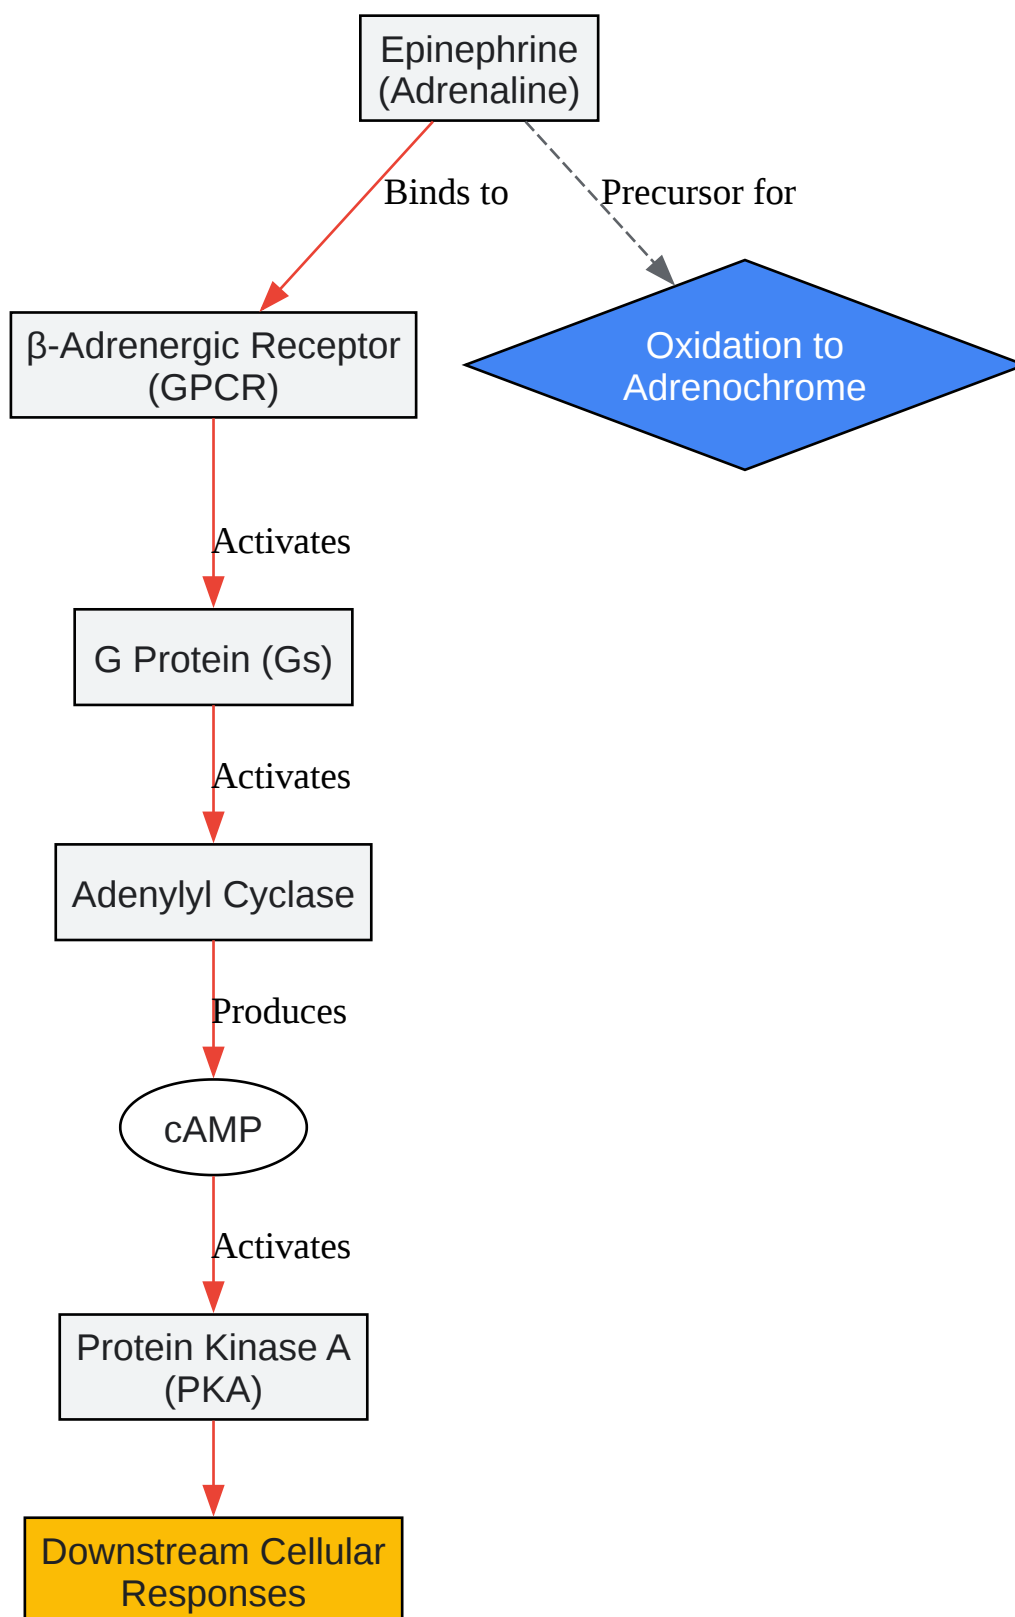 Epinephrine
(Adrenaline)
Binds to
Precursor for
β-Adrenergic Receptor
(GPCR)
Oxidation to
Adrenochrome
Activates
G Protein (Gs)
Activates
Adenylyl Cyclase
Produces
cAMP
Activates
Protein Kinase A
(PKA)
Downstream Cellular
Responses